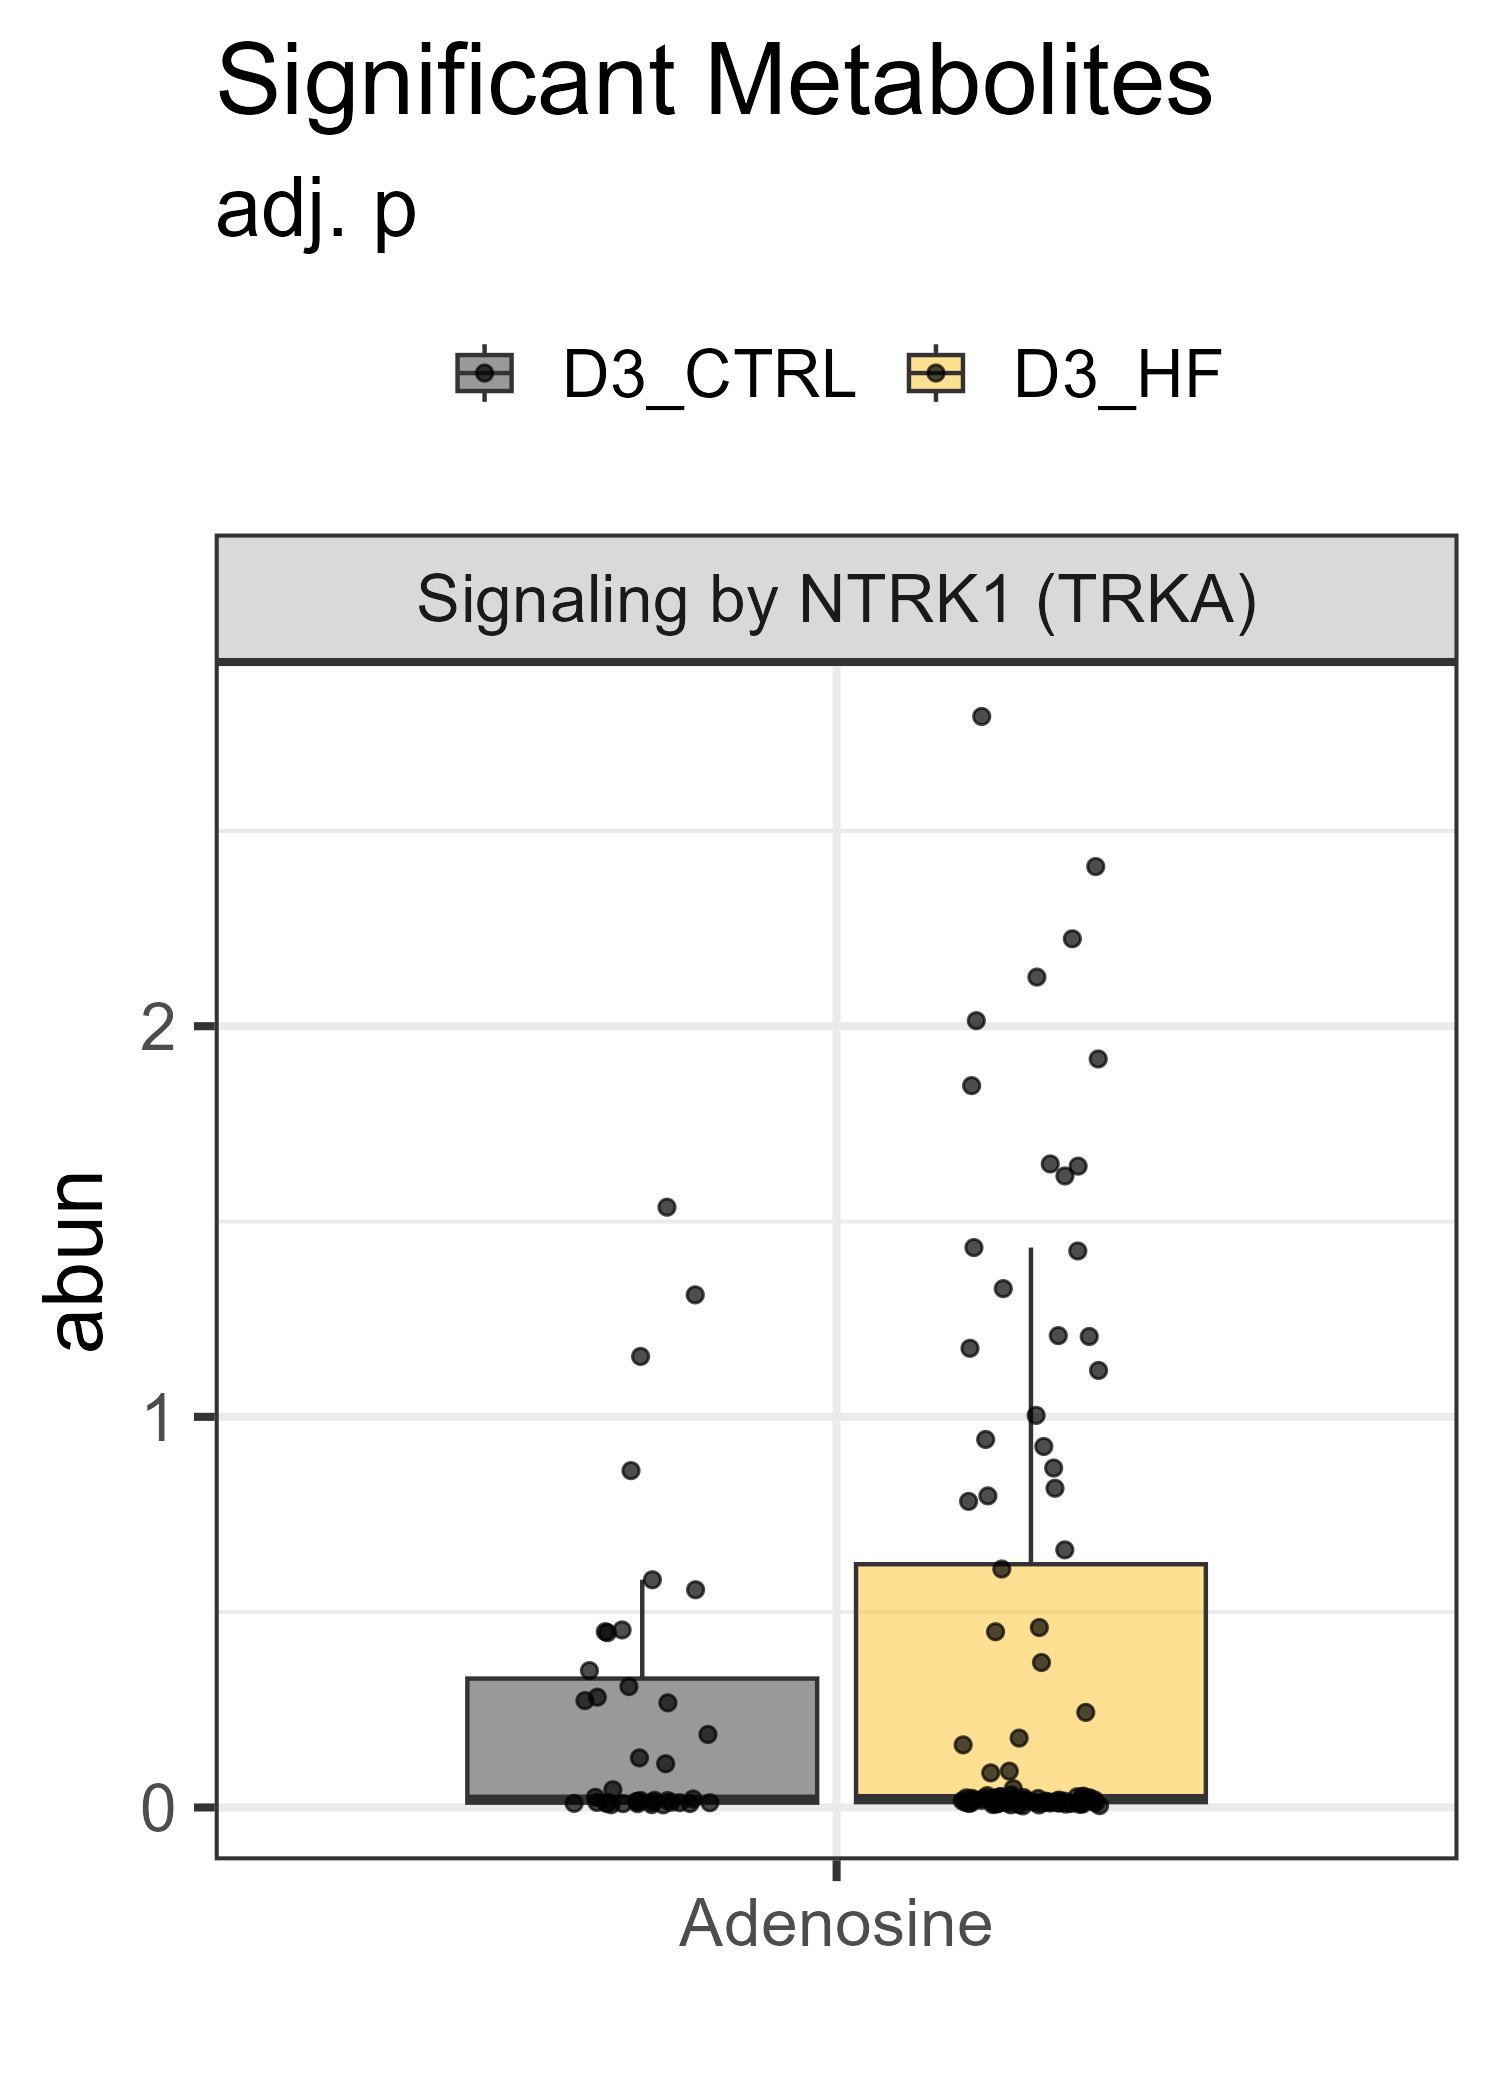 Significant Metabolites
adj. p
D3_CTRL D3_HF
Signaling by NTRK1 (TRKA)
abun
2
1
0
Adenosine